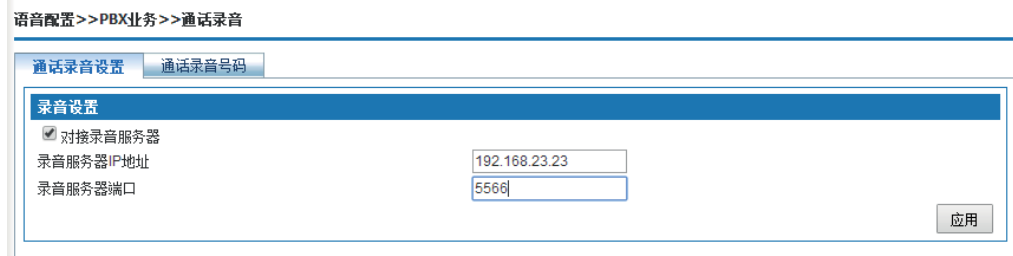 语音配置>>PBX业务>>通话录音
通话录音设置 通话录音号码
录音设置
对接录音服务器
录音服务器IP地址 192.168.23.23
录音服务器端口 5566
应用